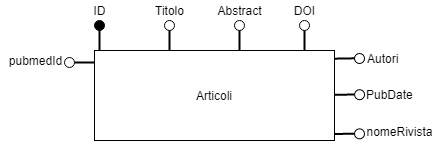 ID Titolo Abstract DOI
pubmedId
Autori
Articoli
PubDate
nomeRivista